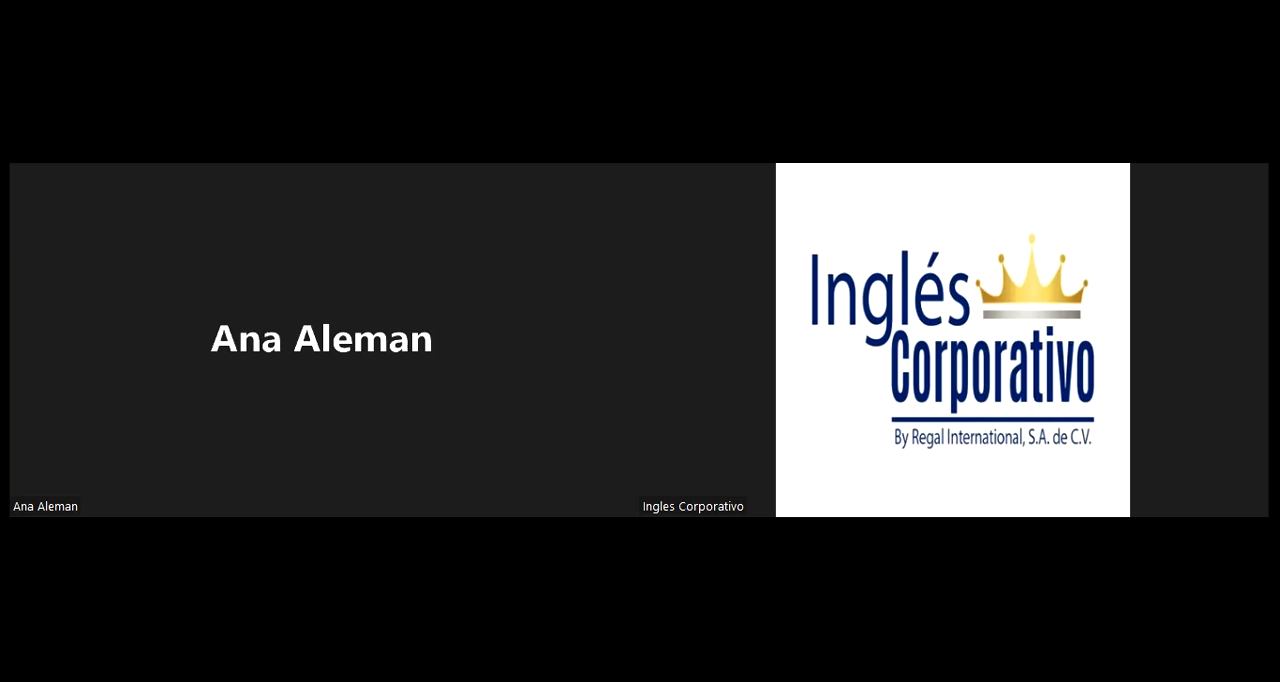 Ana Aleman
Inglés
Corporativo
By Regal International, S.A. de C.V.
Ana Aleman
Ingles Corporativo